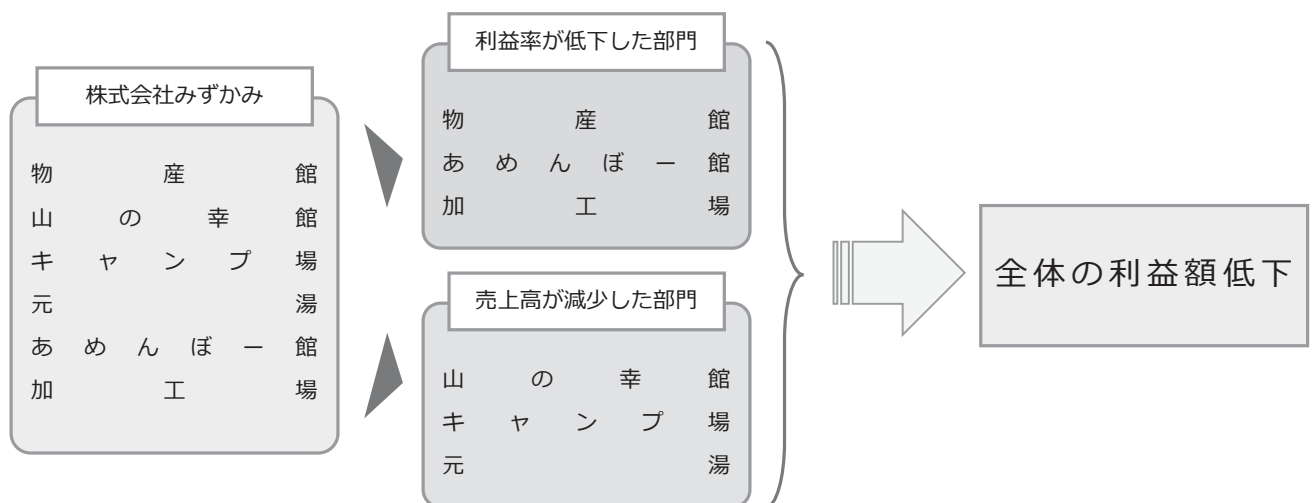 株式会社みずかみ
物産館
山の幸館
キャンプ場
元湯
あめんぼー館
加工場
利益率が低下した部門
物産館
あめんぼー館
加工場
売上高が減少した部門
山の幸館
キャンプ場
元湯
全体の利益額低下